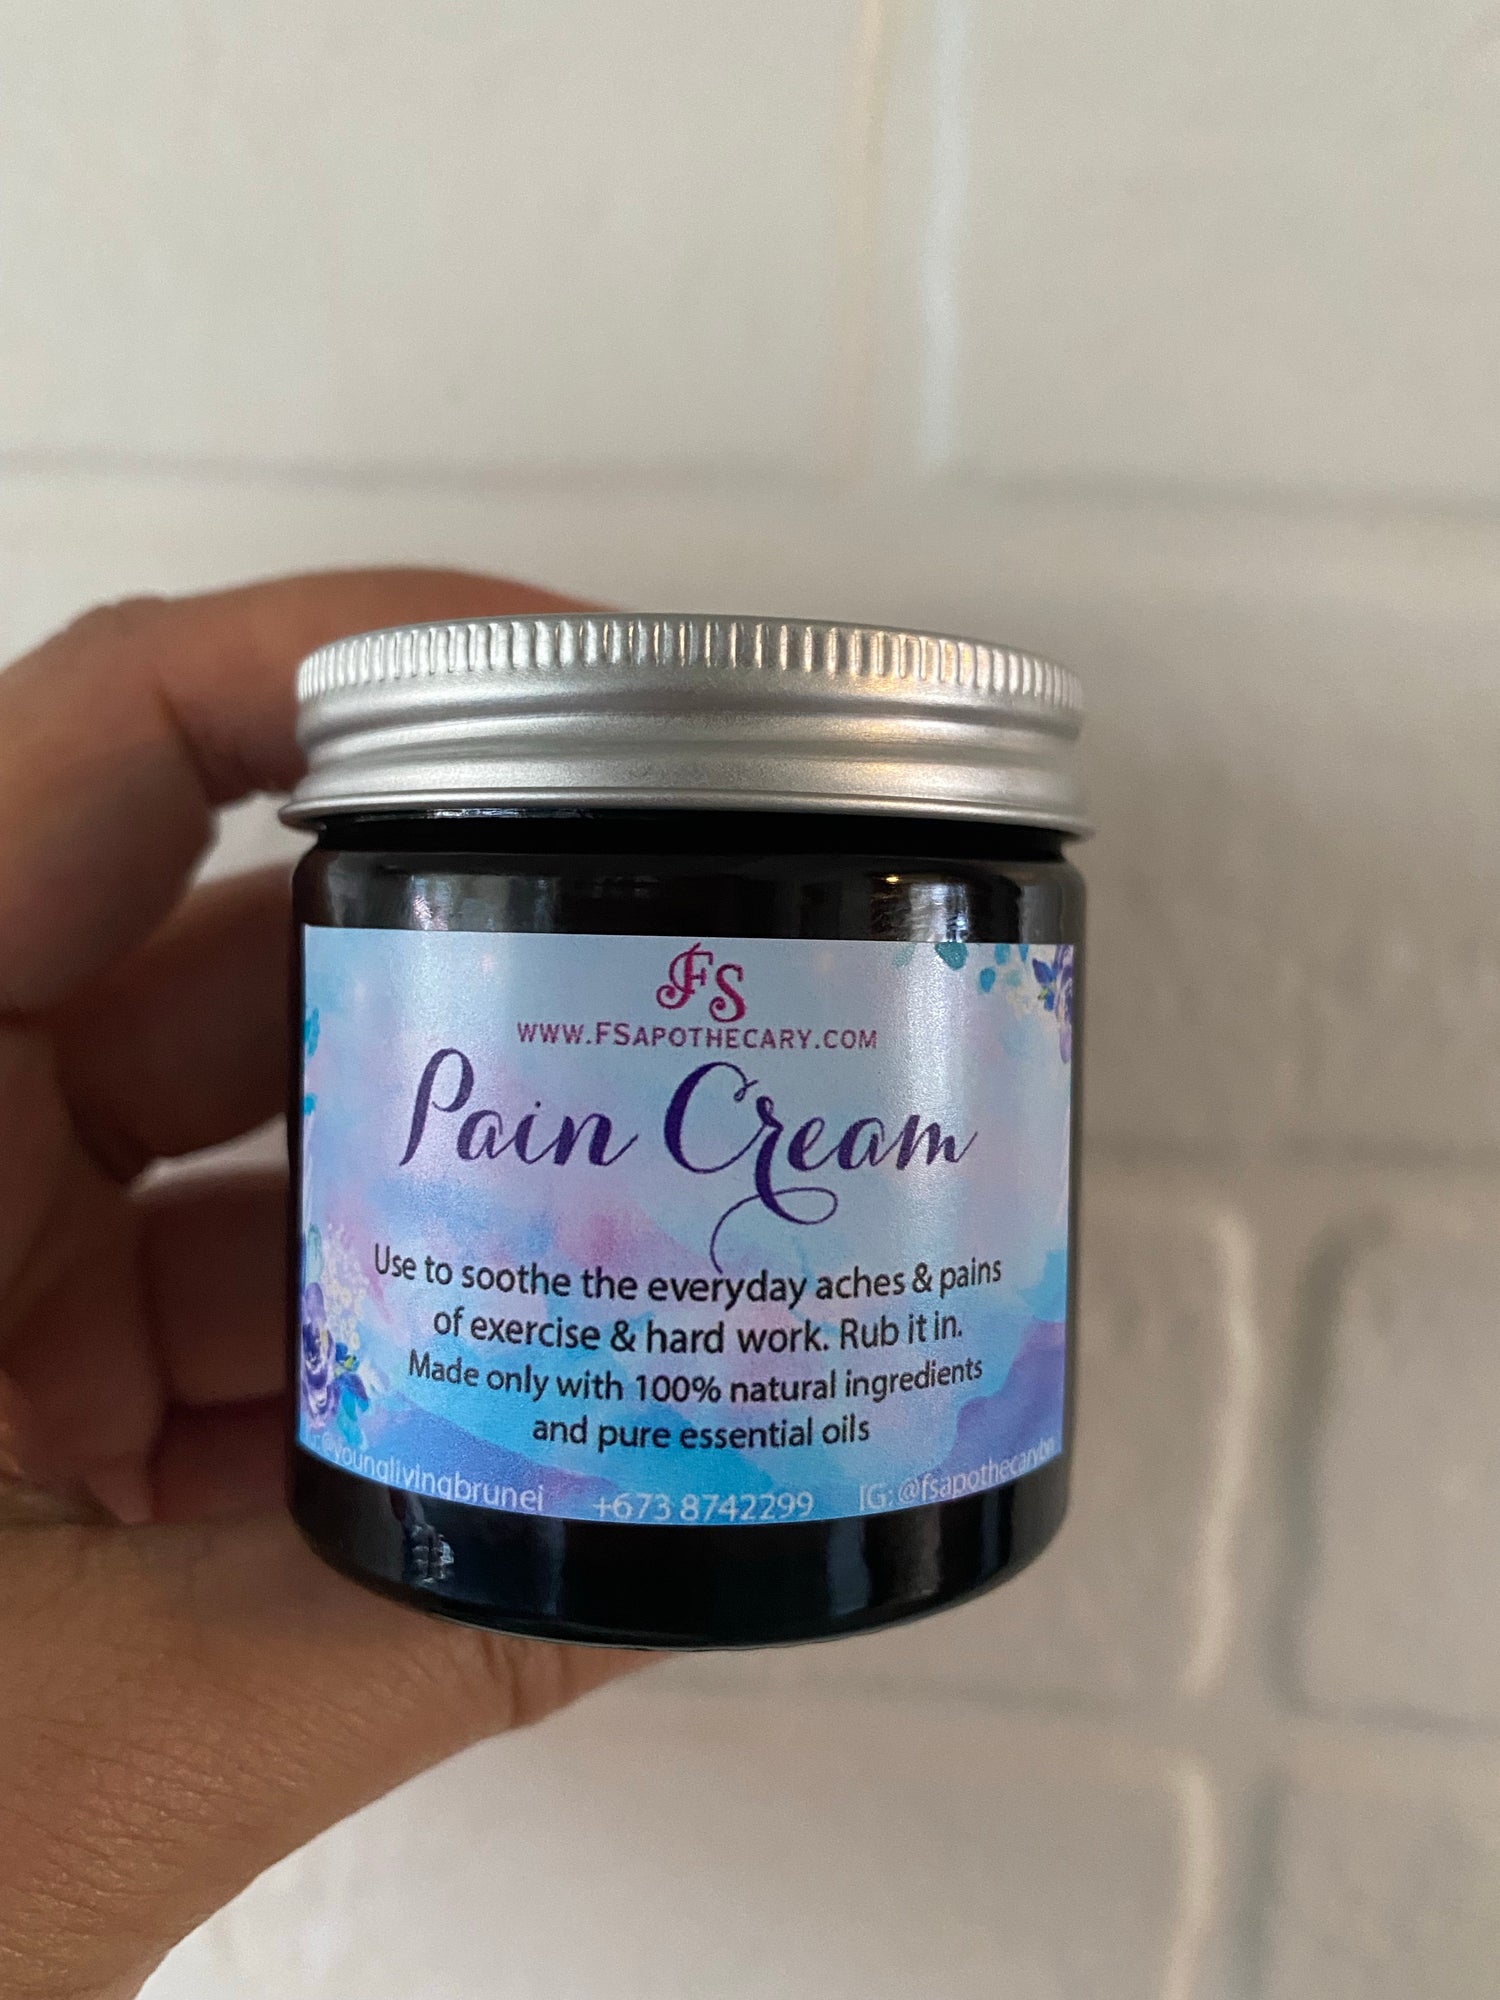 FS
WWW.FSAPOTHECARY.COM
Pain Cream
Use to soothe the everyday aches & pains
of exercise & hard work. Rub it in.
Made only with 100% natural ingredients
and pure essential oils
@younglivingbrunei +673 8742299 IG: @fsapothecarybn